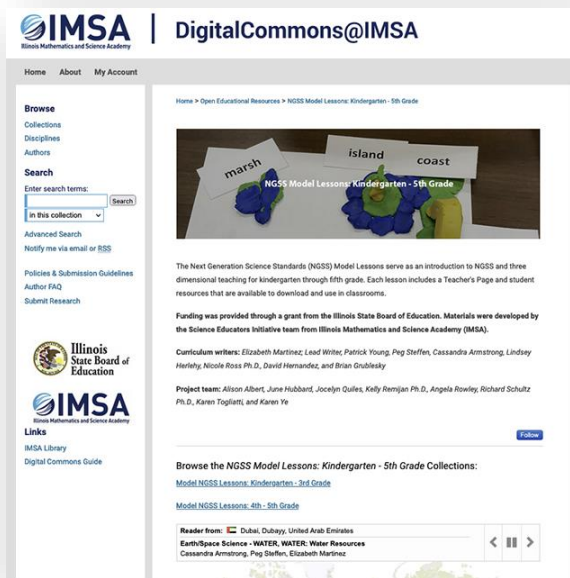 IMSA
Illinois Mathematics and Science Academy
DigitalCommons@IMSA
Home About My Account
Browse
Collections
Disciplines
Authors
Search
Enter search terms:
Search
in this collection
Advanced Search
Notify me via email or RSS
Policies & Submission Guidelines
Author FAQ
Submit Research
Illinois
State Board of
Education
IMSA
Illinois Mathematics and Science Academy
Links
IMSA Library
Digital Commons Guide
Home > Open Educational Resources > NGSS Model Lessons: Kindergarten - 5th Grade
marsh
island
coast
NGSS Model Lessons: Kindergarten - 5th Grade
The Next Generation Science Standards (NGSS) Model Lessons serve as an introduction to NGSS and three
dimensional teaching for kindergarten through fifth grade. Each lesson includes a Teacher's Page and student
resources that are available to download and use in classrooms.
Funding was provided through a grant from the Illinois State Board of Education. Materials were developed by
the Science Educators Initiative team from Illinois Mathematics and Science Academy (IMSA).
Curriculum writers: Elizabeth Martinez; Lead Writer, Patrick Young, Peg Steffen, Cassandra Armstrong, Lindsey
Herlehy, Nicole Ross Ph.D., David Hernandez, and Brian Grublesky
Project team: Alison Albert, June Hubbard, Jocelyn Quiles, Kelly Remijan Ph.D., Angela Rowley, Richard Schultz
Ph.D., Karen Togliatti, and Karen Ye
Follow
Browse the NGSS Model Lessons: Kindergarten - 5th Grade Collections:
Model NGSS Lessons: Kindergarten - 3rd Grade
Model NGSS Lessons: 4th - 5th Grade
Reader from: Dubai, Dubayy, United Arab Emirates
Earth/Space Science - WATER, WATER: Water Resources
Cassandra Armstrong, Peg Steffen, Elizabeth Martinez